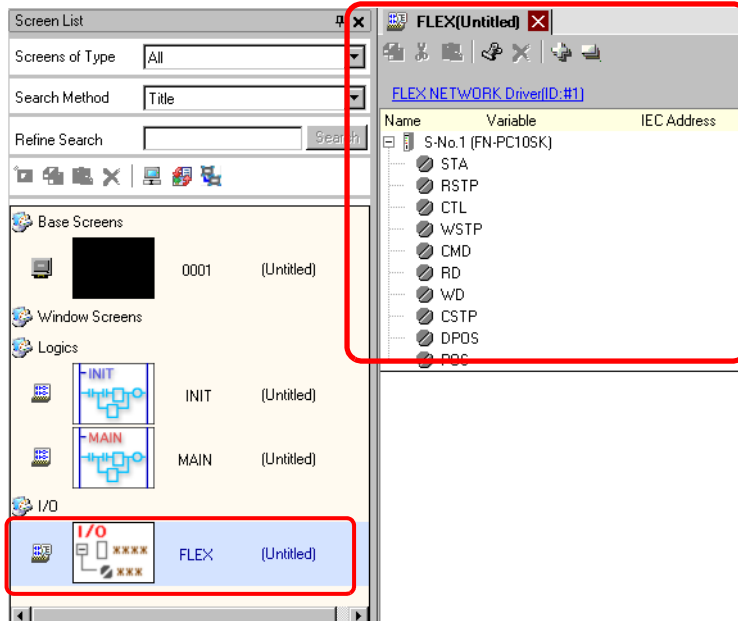 Screen List
Screens of Type
All
Search Method
Title
Refine Search
Search
Base Screens
0001
(Untitled)
Window Screens
Logics
INIT
INIT
(Untitled)
MAIN
MAIN
(Untitled)
I/O
I/O
****
***
FLEX
(Untitled)
FLEX(Untitled)
FLEX NETWORK Driver(ID:#1)
Name Variable IEC Address
S-No.1 (FN-PC10SK)
STA
RSTP
CTL
WSTP
CMD
RD
WD
CSTP
DPOS
POS